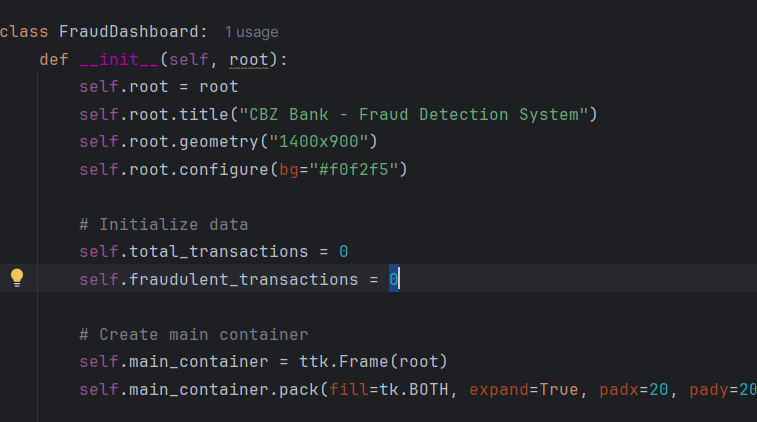 class FraudDashboard:  1 usage
    def __init__(self, root):
        self.root = root
        self.root.title("CBZ Bank - Fraud Detection System")
        self.root.geometry("1400x900")
        self.root.configure(bg="#f0f2f5")
        # Initialize data
        self.total_transactions = 0
        self.fraudulent_transactions = 0
        # Create main container
        self.main_container = ttk.Frame(root)
        self.main_container.pack(fill=tk.BOTH, expand=True, padx=20, pady=20